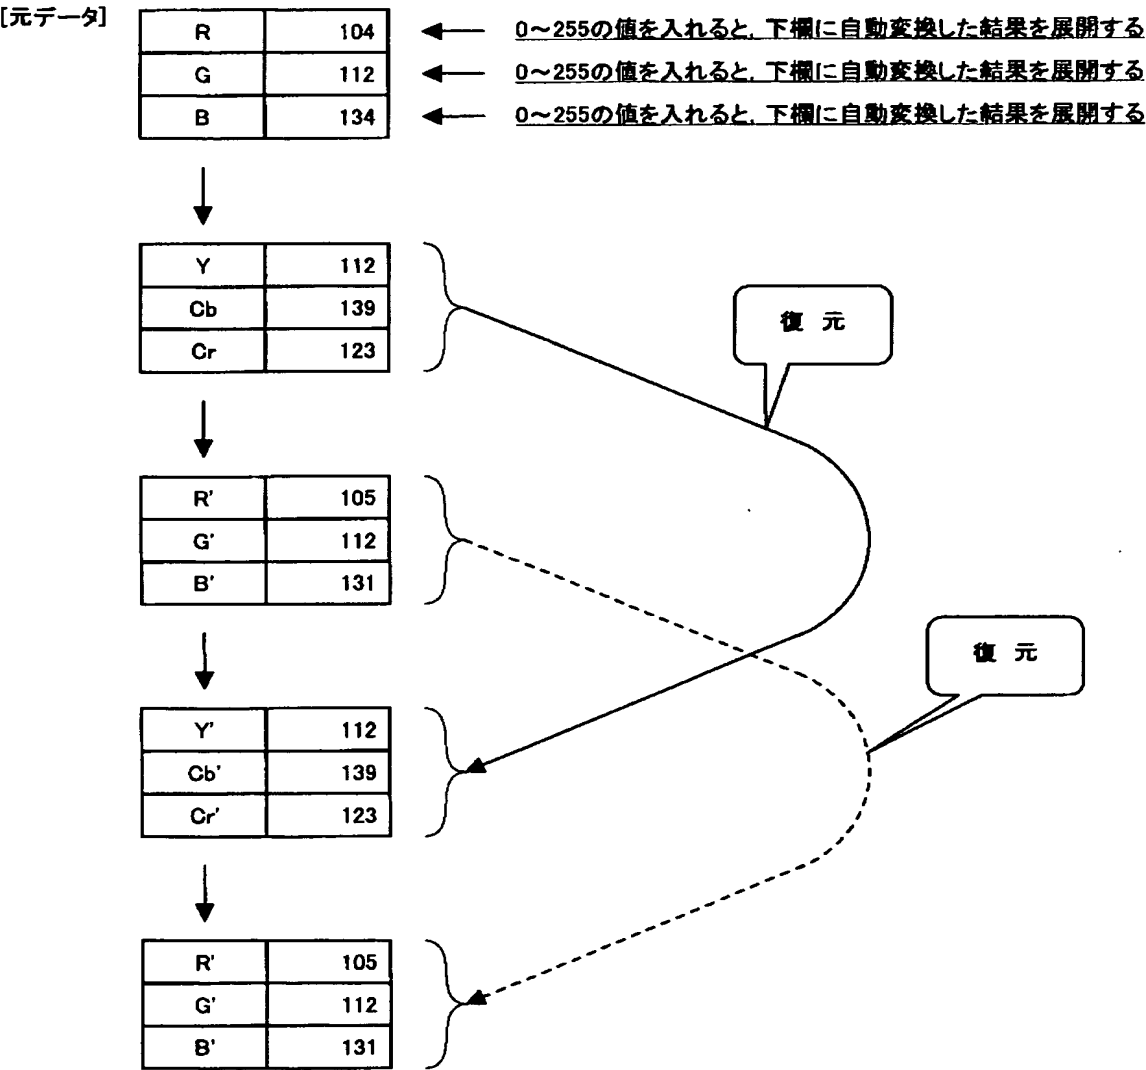 [元データ]
R 104 0～255の値を入れると,下欄に自動変換した結果を展開する
G 112 0～255の値を入れると,下欄に自動変換した結果を展開する
B 134 0～255の値を入れると,下欄に自動変換した結果を展開する
Y 112
Cb 139
Cr 123
復 元
R' 105
G' 112
B' 131
復 元
Y' 112
Cb' 139
Cr' 123
R' 105
G' 112
B' 131